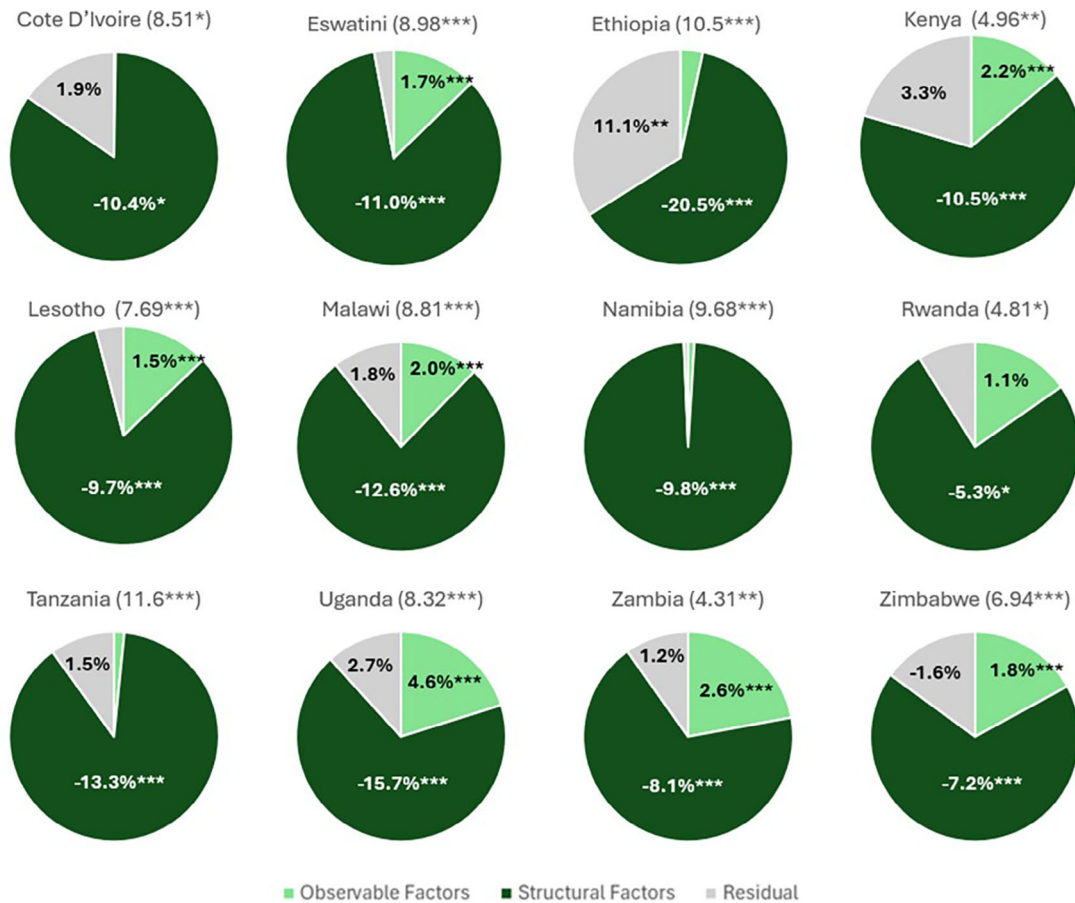 Cote D’Ivoire (8.51*)
Eswatini (8.98***)
Ethiopia (10.5***)
Kenya  (4.96**)
1.9%
-10.4%*
1.7%***
-11.0%***
11.1%**
-20.5%***
3.3%
2.2%***
-10.5%***
Lesotho  (7.69***)
Malawi (8.81***)
Namibia (9.68***)
Rwanda (4.81*)
1.5%***
-9.7%***
1.8%
2.0%***
-12.6%***
-9.8%***
1.1%
-5.3%*
Tanzania (11.6***)
Uganda (8.32***)
Zambia (4.31**)
Zimbabwe (6.94***)
1.5%
-13.3%***
2.7%
4.6%***
-15.7%***
1.2%
2.6%***
-8.1%***
-1.6%
1.8%***
-7.2%***
Observable Factors
Structural Factors
Residual